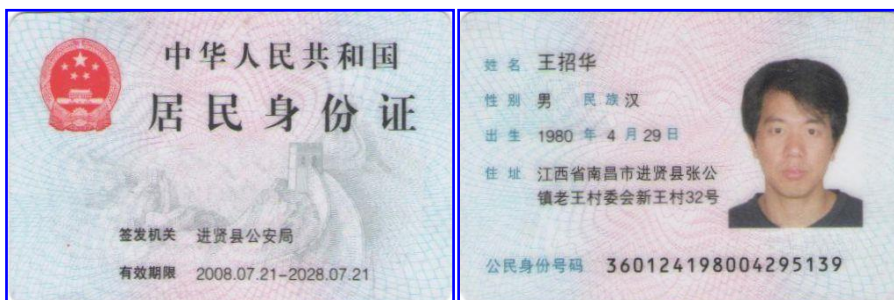 中华人民共和国
居民身份证
签发机关 进贤县公安局
有效期限 2008.07.21-2028.07.21
姓名 王招华
性别 男 民族 汉
出生 1980 年 4 月 29 日
住址 江西省南昌市进贤县张公
镇老王村委会新王村32号
公民身份号码 360124198004295139